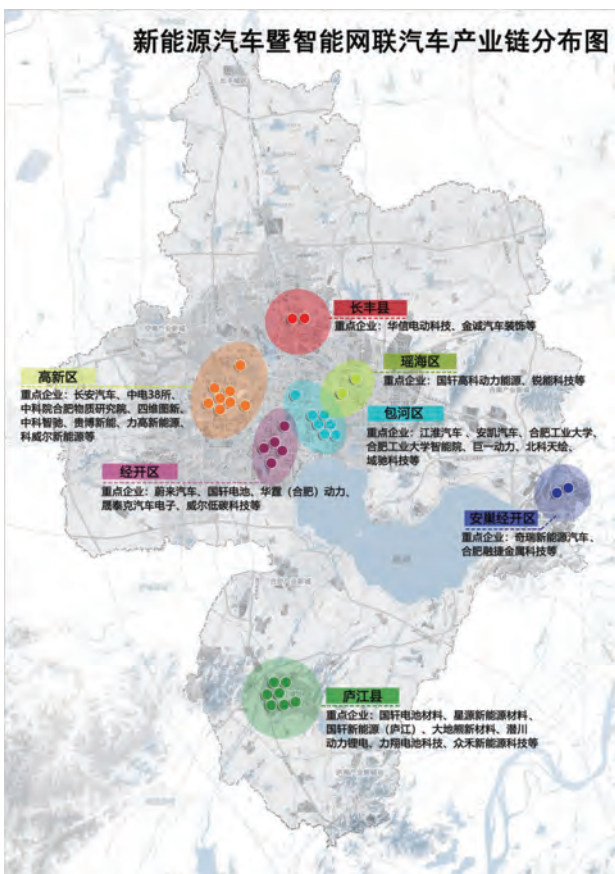 新能源汽车暨智能网联汽车产业链分布图
长丰县
重点企业：华信电动科技、金诚汽车装饰等
瑶海区
重点企业：国轩高科动力能源、锐能科技等
高新区
重点企业：长安汽车、中电38所、
中科院合肥物质研究院、四维图新、
中科智驰、贵博新能、力高新能源、
科威尔新能源等
包河区
重点企业：江淮汽车、安凯汽车、合肥工业大学、
合肥工业大学智能院、巨一动力、北科天绘、
域驰科技等
经开区
重点企业：蔚来汽车、国轩电池、华霆（合肥）动力、
晟泰克汽车电子、威尔低碳科技等
安巢经开区
重点企业：奇瑞新能源汽车、
合肥融捷金属科技等
巢湖
庐江县
重点企业：国轩电池材料、星源新能源材料、
国轩新能源（庐江）、大地熊新材料、潜川
动力锂电、力翔电池科技、众禾新能源科技等